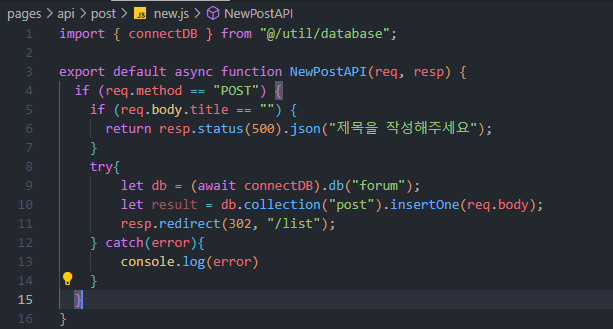 pages > api > post > JS new.js > NewPostAPI
1 import { connectDB } from "@/util/database";
2
3 export default async function NewPostAPI(req, resp) {
4   if (req.method == "POST") {
5     if (req.body.title == "") {
6       return resp.status(500).json("제목을 작성해주세요");
7     }
8     try{
9         let db = (await connectDB).db("forum");
10         let result = db.collection("post").insertOne(req.body);
11         resp.redirect(302, "/list");
12     } catch(error){
13         console.log(error)
14     }
15   }
16 }